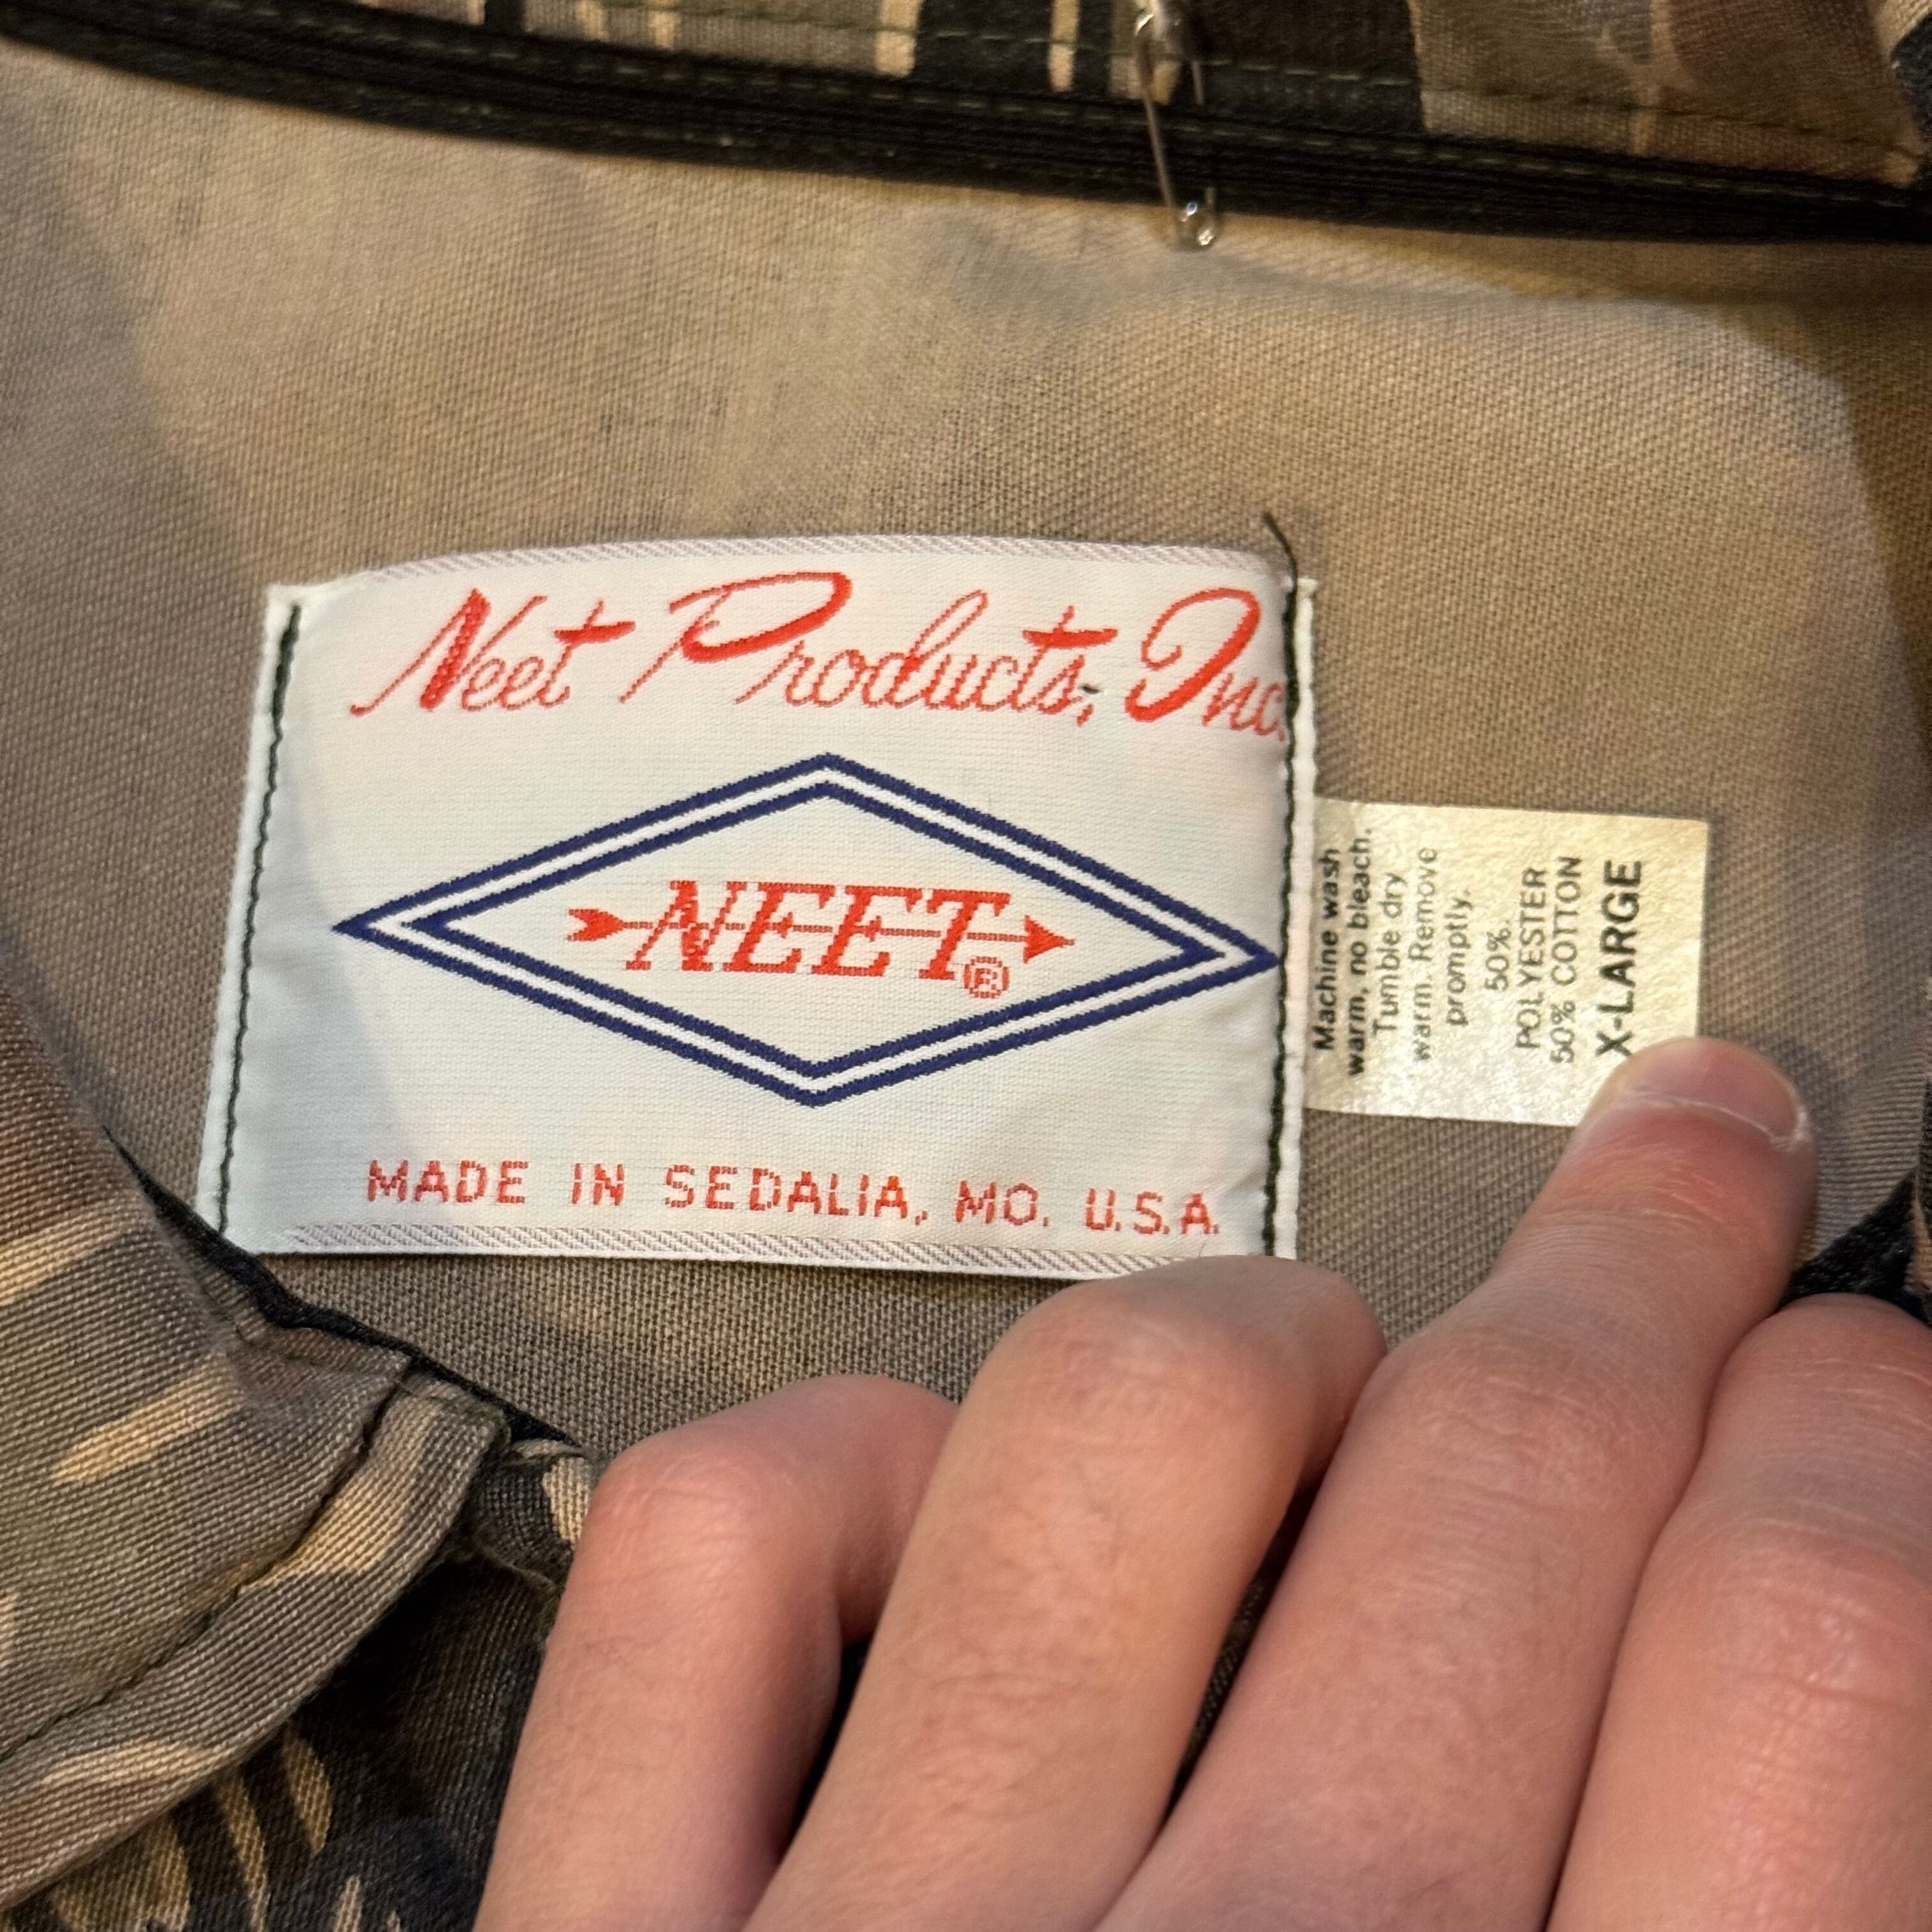 Neet Products, Inc.
NEET®
MADE IN SEDALIA, MO. U.S.A.
Machine wash
warm, no bleach.
Tumble dry
warm. Remove
promptly.
50%
POLYESTER
50% COTTON
X-LARGE